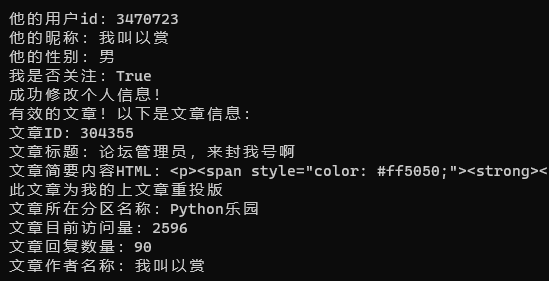 他的用户id: 3470723
他的昵称: 我叫以赏
他的性别: 男
我是否关注: True
成功修改个人信息!
有效的文章! 以下是文章信息:
文章ID: 304355
文章标题: 论坛管理员, 来封我号啊
文章简要内容HTML: <p><span style="color: #ff5050;"><strong><
此文章为我的上文章重投版
文章所在分区名称: Python乐园
文章目前访问量: 2596
文章回复数量: 90
文章作者名称: 我叫以赏